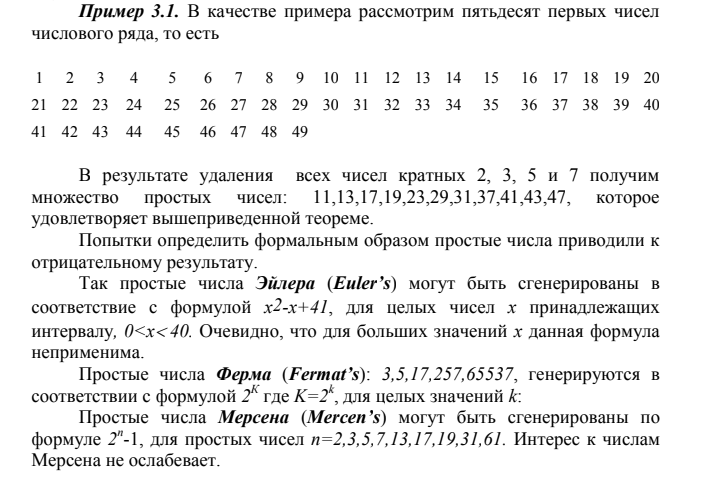 Пример 3.1. В качестве примера рассмотрим пятьдесят первых чисел
числового ряда, то есть
1 2 3 4 5 6 7 8 9 10 11 12 13 14 15 16 17 18 19 20
21 22 23 24 25 26 27 28 29 30 31 32 33 34 35 36 37 38 39 40
41 42 43 44 45 46 47 48 49
В результате удаления всех чисел кратных 2, 3, 5 и 7 получим
множество простых чисел: 11,13,17,19,23,29,31,37,41,43,47, которое
удовлетворяет вышеприведенной теореме.
Попытки определить формальным образом простые числа приводили к
отрицательному результату.
Так простые числа Эйлера (Euler's) могут быть сгенерированы в
соответствие с формулой x2-x+41, для целых чисел x принадлежащих
интервалу, 0<x<40. Очевидно, что для больших значений x данная формула
неприменима.
Простые числа Ферма (Fermat's): 3,5,17,257,65537, генерируются в
соответствии с формулой 2^K где K=2^k, для целых значений k:
Простые числа Мерсена (Mercen's) могут быть сгенерированы по
формуле 2^n-1, для простых чисел n=2,3,5,7,13,17,19,31,61. Интерес к числам
Мерсена не ослабевает.